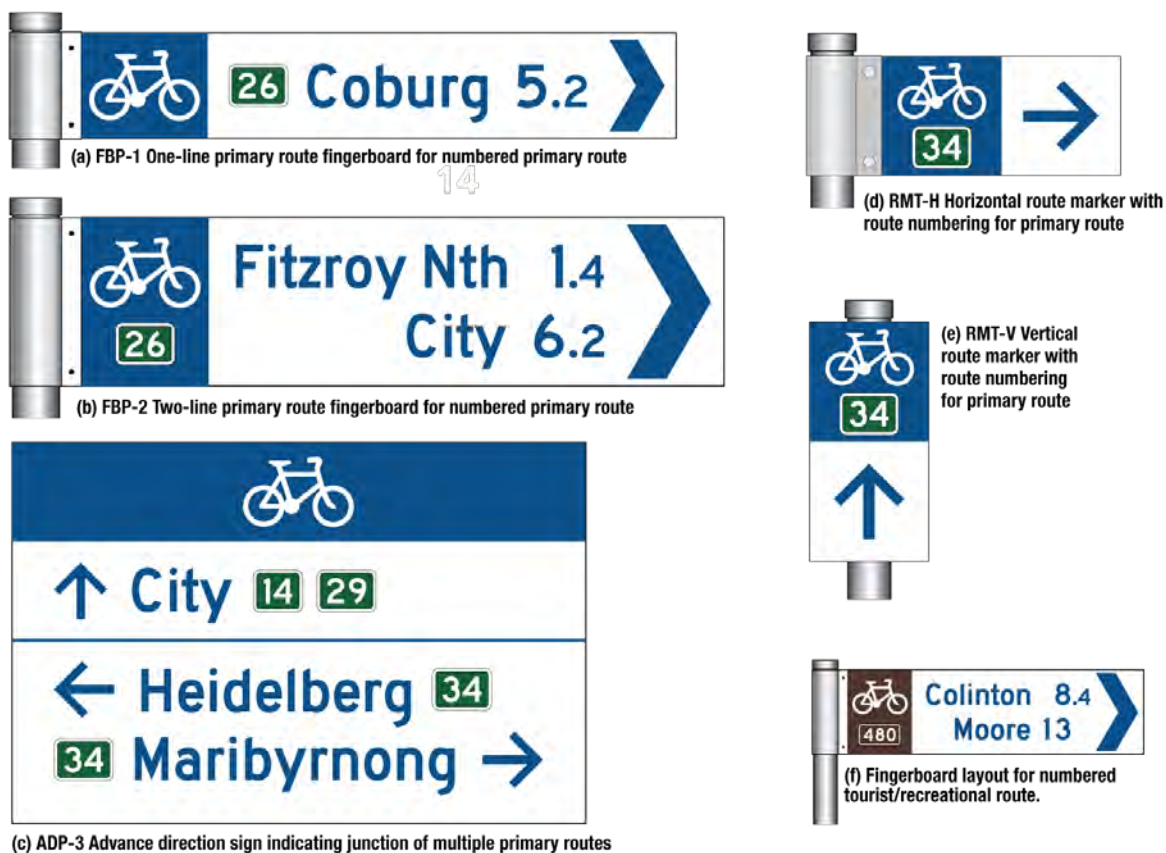 26 Coburg 5.2
(a) FBP-1 One-line primary route fingerboard for numbered primary route
14
Fitzroy Nth 1.4
26
City 6.2
(b) FBP-2 Two-line primary route fingerboard for numbered primary route
City 14 29
Heidelberg 34
34 Maribyrnong
(c) ADP-3 Advance direction sign indicating junction of multiple primary routes
34
(d) RMT-H Horizontal route marker with
route numbering for primary route
34
(e) RMT-V Vertical
route marker with
route numbering
for primary route
Colinton 8.4
480
Moore 13
(f) Fingerboard layout for numbered
tourist/recreational route.